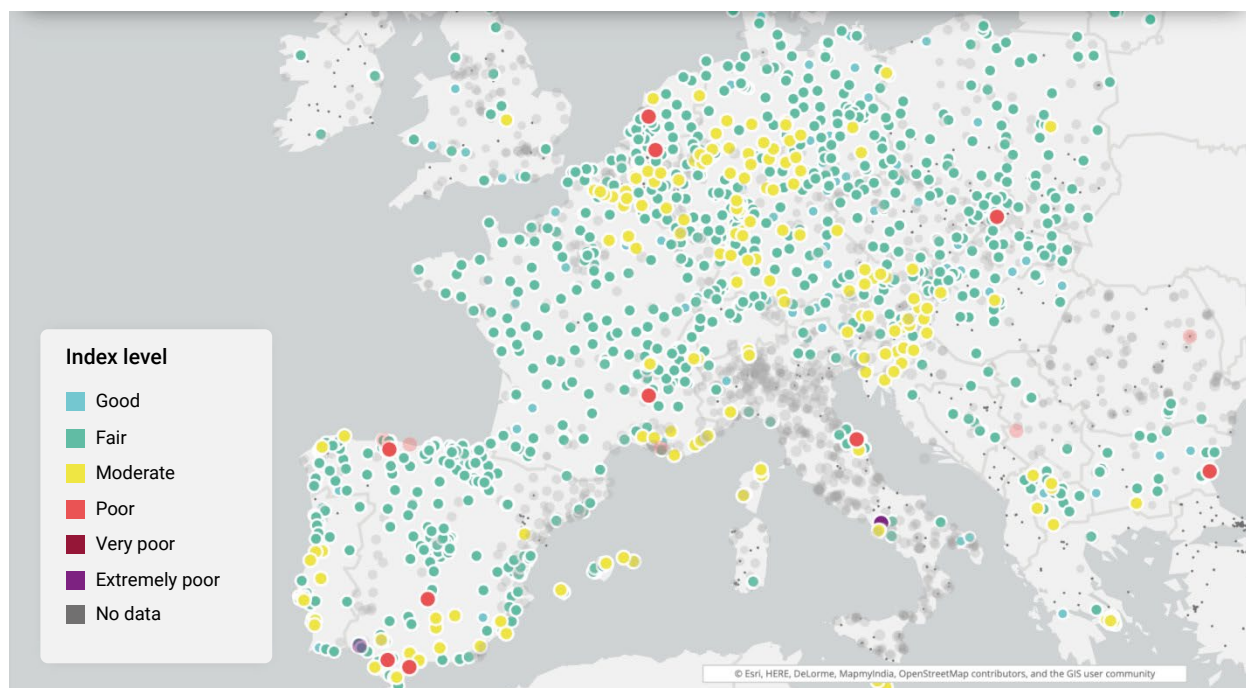 Index level
Good
Fair
Moderate
Poor
Very poor
Extremely poor
No data
© Esri, HERE, DeLorme, MapmyIndia, OpenStreetMap contributors, and the GIS user community